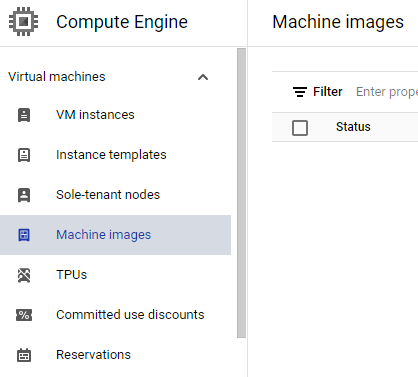 Compute Engine
Machine images
Virtual machines
VM instances
Instance templates
Sole-tenant nodes
Machine images
TPUs
Committed use discounts
Reservations
Filter Enter prope
Status